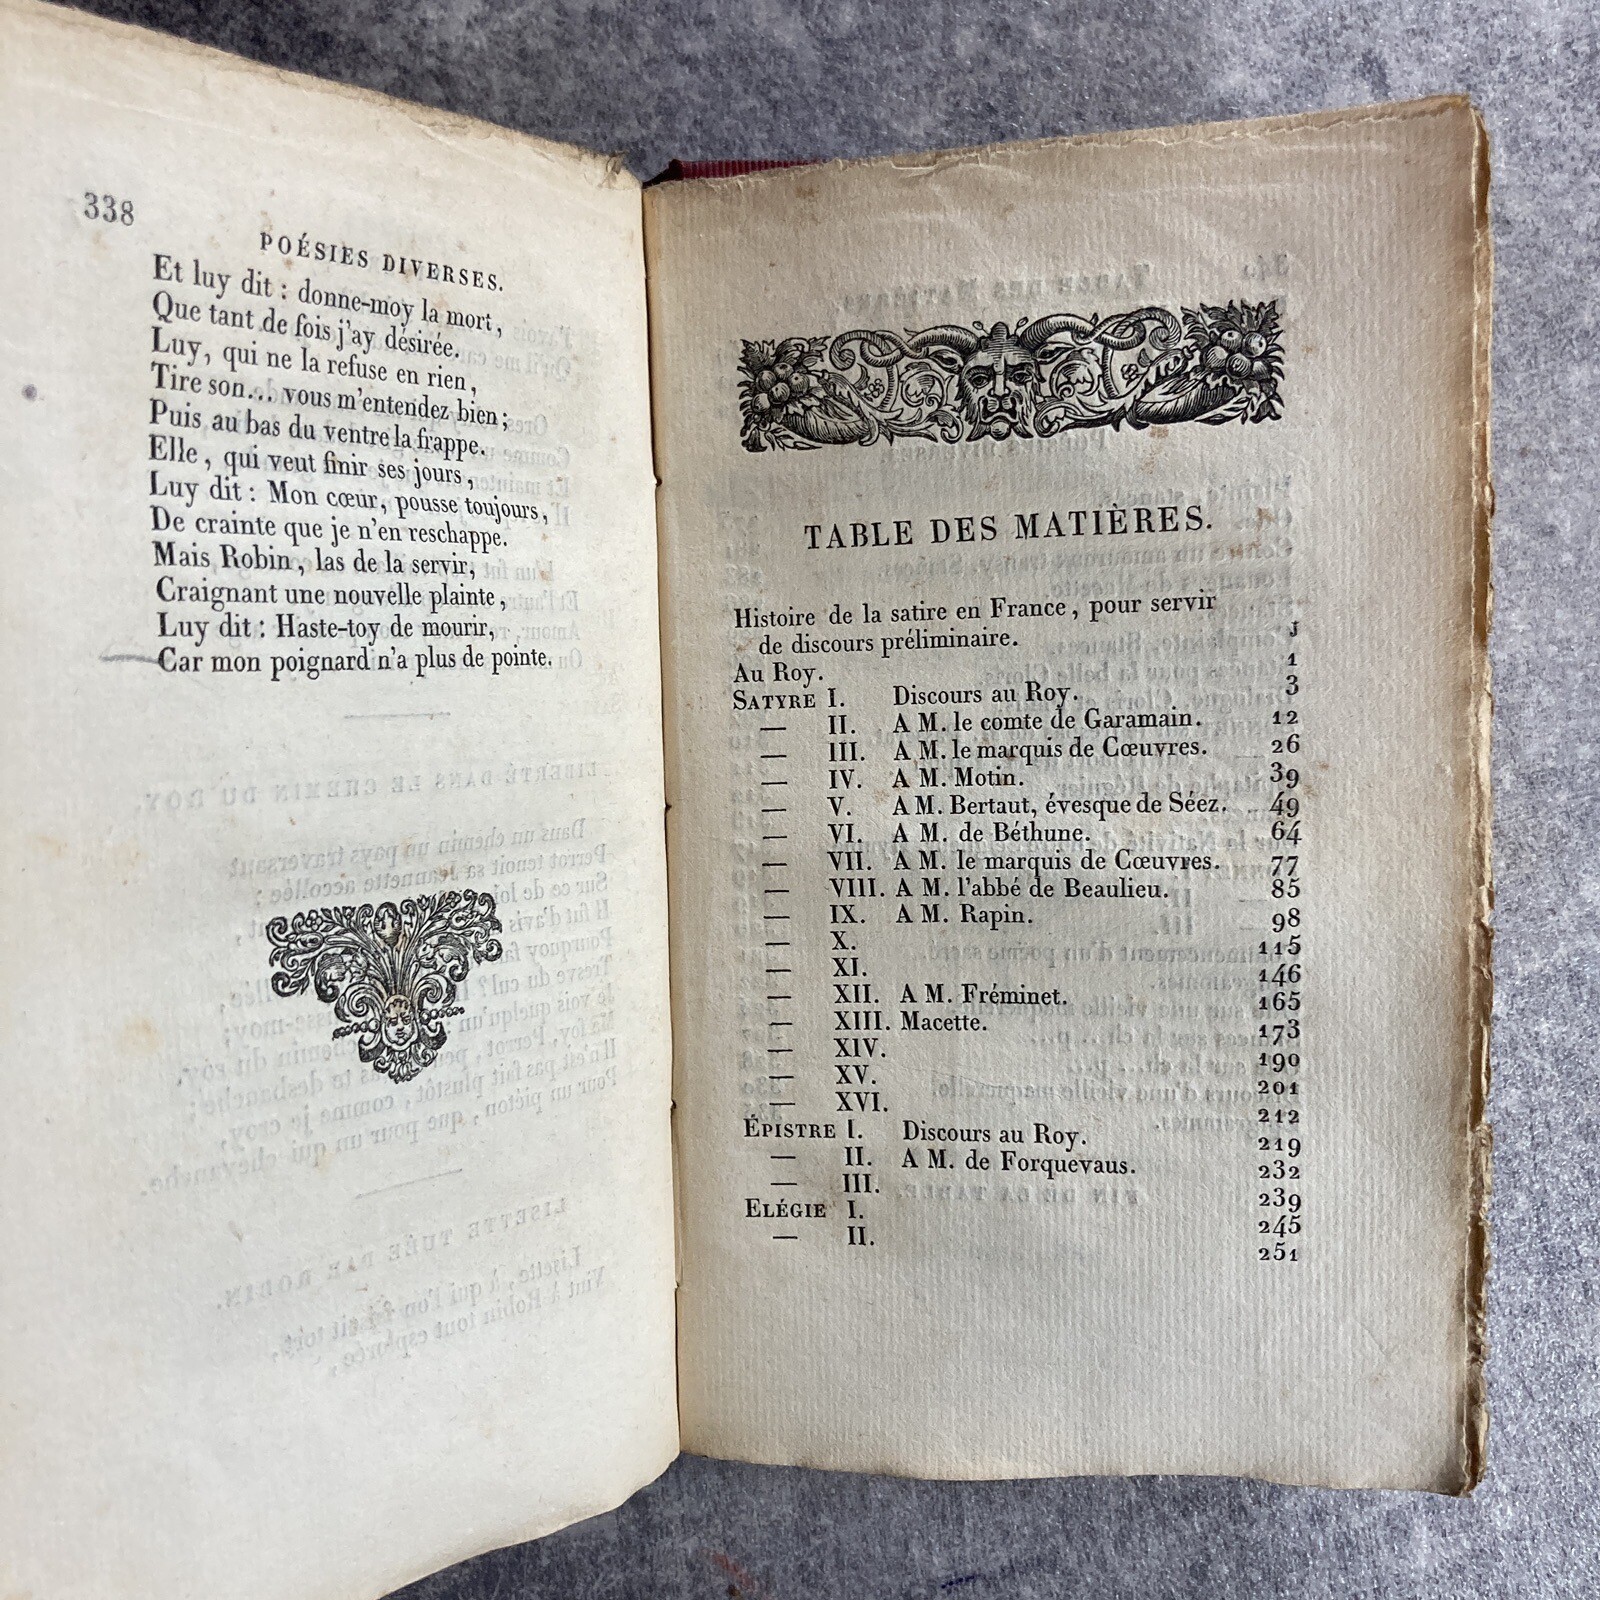 338
POÉSIES DIVERSES.
Et luy dit : donne-moy la mort,
Que tant de fois j'ay désirée.
Luy, qui ne la refuse en rien,
Tire son... vous m'entendez bien ;
Puis au bas du ventre la frappe.
Elle, qui veut finir ses jours,
Luy dit : Mon cœur, pousse toujours,
De crainte que je n'en reschappe.
Mais Robin, las de la servir,
Craignant une nouvelle plainte,
Luy dit : Haste-toy de mourir,
Car mon poignard n'a plus de pointe.
TABLE DES MATIÈRES.
Histoire de la satire en France, pour servir
de discours préliminaire. j
Au Roy. 1
SATYRE I. Discours au Roy. 3
— II. A M. le comte de Garamain. 12
— III. A M. le marquis de Cœuvres. 26
— IV. A M. Motin. 39
— V. A M. Bertaut, évesque de Séez. 49
— VI. A M. de Béthune. 64
— VII. A M. le marquis de Cœuvres. 77
— VIII. A M. l'abbé de Beaulieu. 85
— IX. A M. Rapin. 98
— X. 115
— XI. 146
— XII. A M. Fréminet. 165
— XIII. Macette. 173
— XIV. 190
— XV. 201
— XVI. 212
ÉPISTRE I. Discours au Roy. 219
— II. A M. de Forquevaus. 232
— III. 239
ELÉGIE I. 245
— II. 251